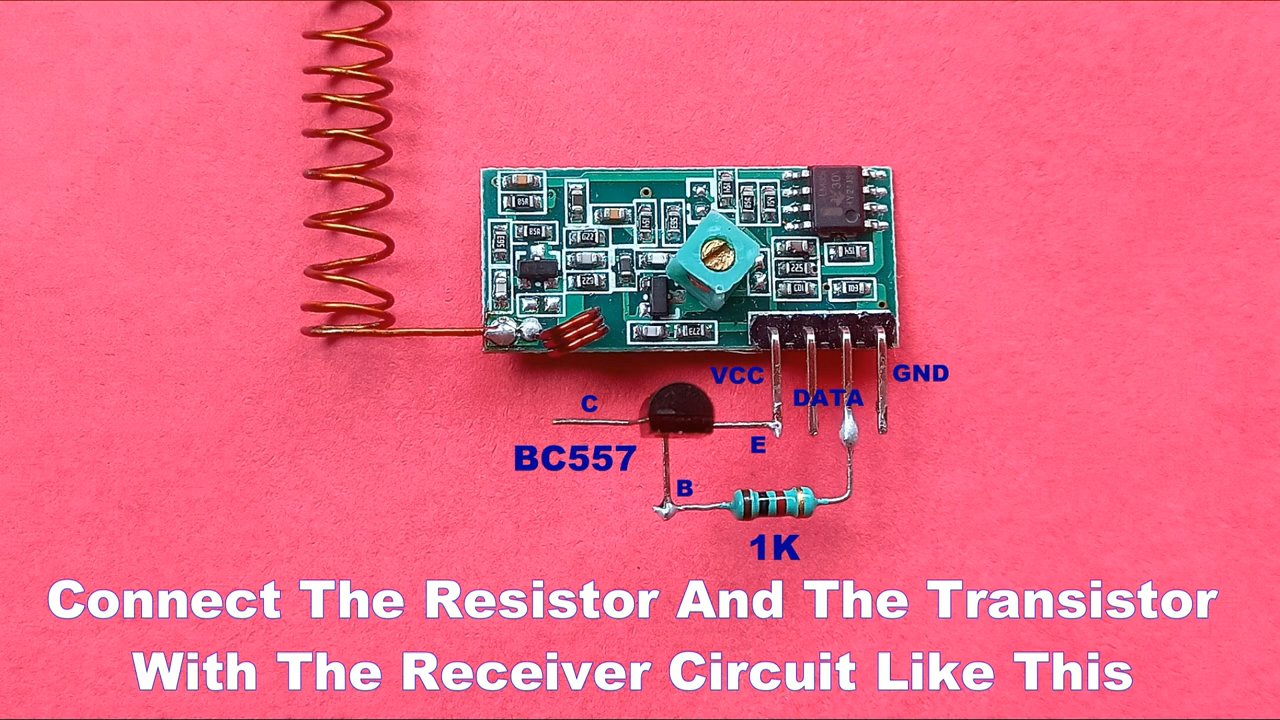 VCC
GND
DATA
C
E
BC557
B
1K
Connect The Resistor And The Transistor
With The Receiver Circuit Like This